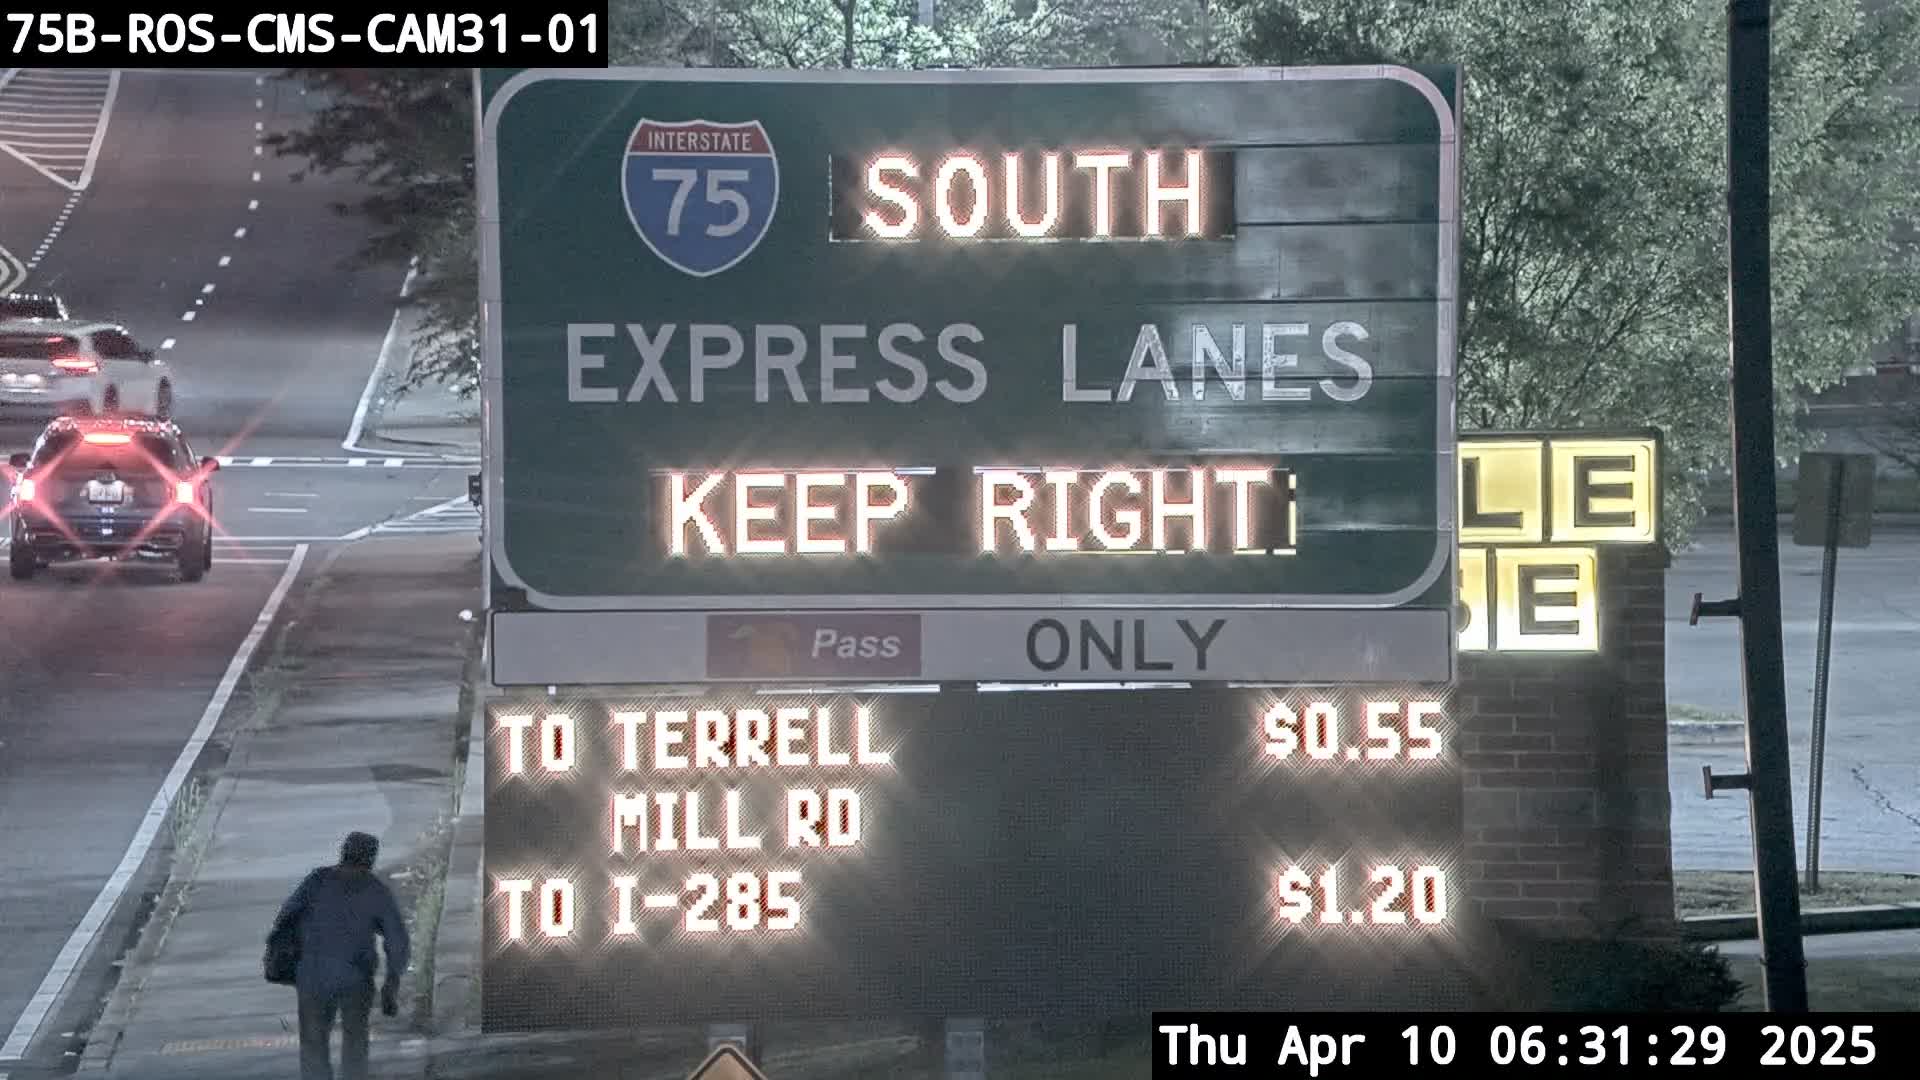 75B-ROS-CMS-CAM31-01
INTERSTATE
75
SOUTH
EXPRESS LANES
KEEP RIGHT
LE
E
Pass ONLY
TO TERRELL $0.55
MILL RD
TO I-285 $1.20
Thu Apr 10 06:31:29 2025